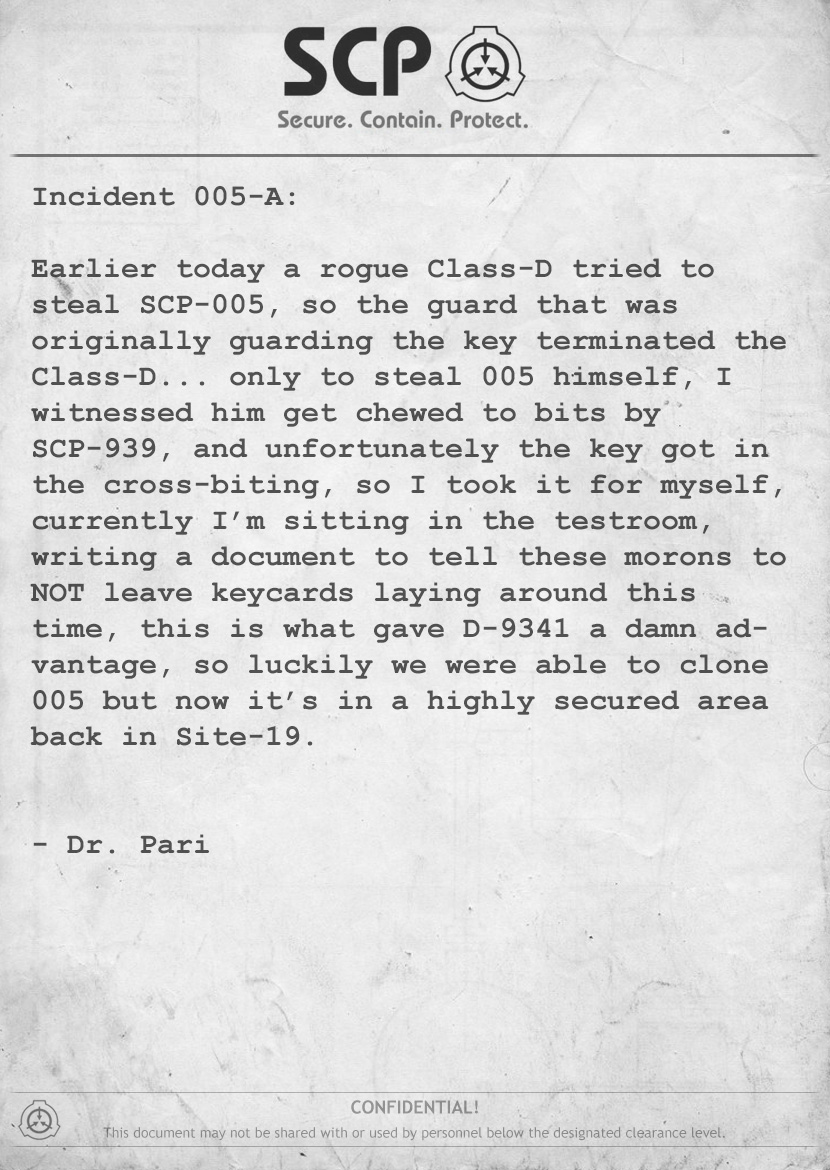 SCP
Secure. Contain. Protect.
Incident 005-A:
Earlier today a rogue Class-D tried to
steal SCP-005, so the guard that was
originally guarding the key terminated the
Class-D... only to steal 005 himself, I
witnessed him get chewed to bits by
SCP-939, and unfortunately the key got in
the cross-biting, so I took it for myself,
currently I'm sitting in the testroom,
writing a document to tell these morons to
NOT leave keycards laying around this
time, this is what gave D-9341 a damn ad-
vantage, so luckily we were able to clone
005 but now it's in a highly secured area
back in Site-19.
- Dr. Pari
CONFIDENTIAL!
This document may not be shared with or used by personnel below the designated clearance level.